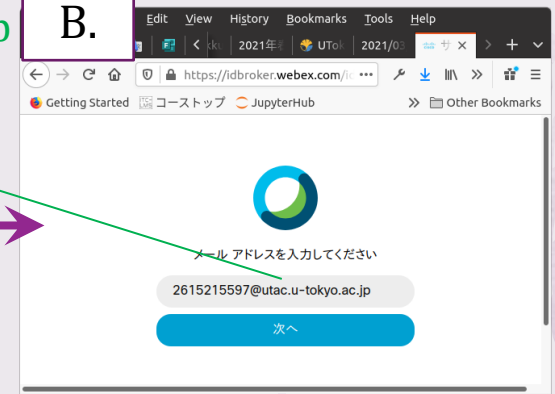 p
B.
Edit View History Bookmarks Tools Help
2021年 UTok 2021/03 サ
https://idbroker.webex.com/
Getting Started コーストップ JupyterHub Other Bookmarks
メール アドレスを入力してください
2615215597@utac.u-tokyo.ac.jp
次へ